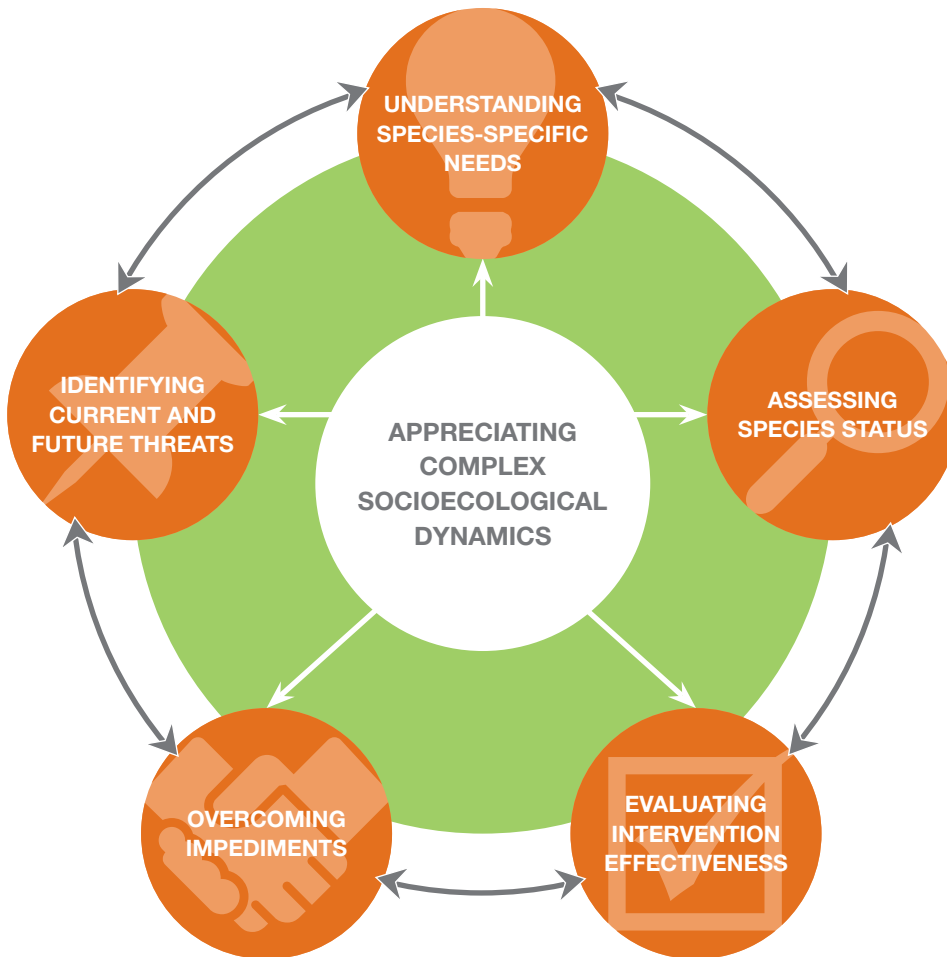 UNDERSTANDING
SPECIES-SPECIFIC
NEEDS
IDENTIFYING
CURRENT AND
FUTURE THREATS
ASSESSING
SPECIES STATUS
APPRECIATING
COMPLEX
SOCIOECOLOGICAL
DYNAMICS
OVERCOMING
IMPEDIMENTS
EVALUATING
INTERVENTION
EFFECTIVENESS